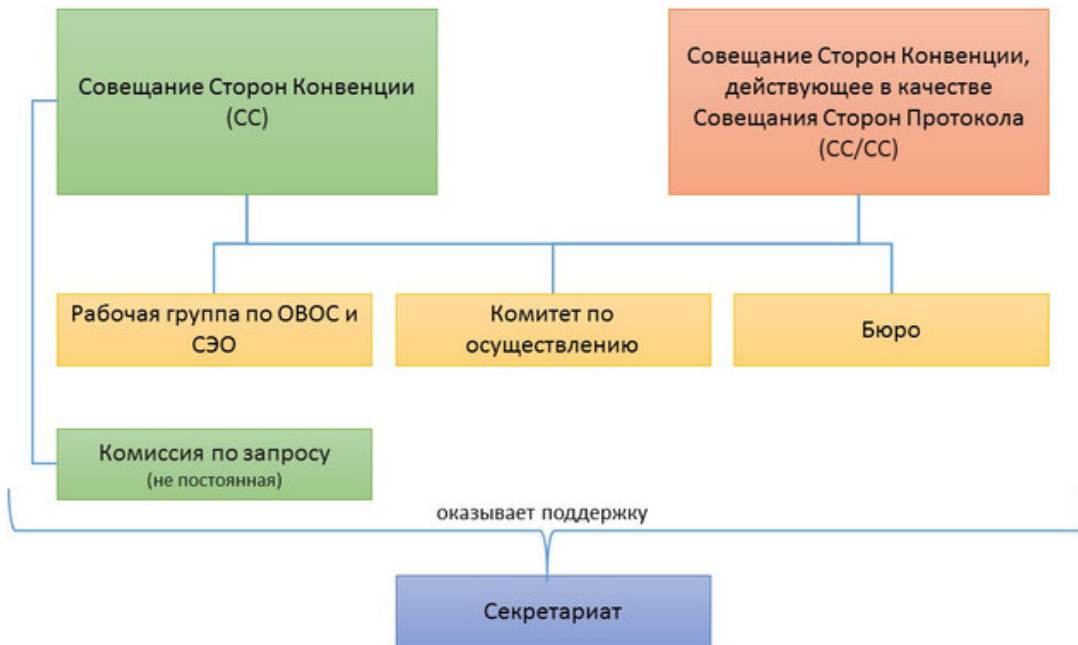 Совещание Сторон Конвенции
(СС)
Совещание Сторон Конвенции,
действующее в качестве
Совещания Сторон Протокола
(СС/СС)
Рабочая группа по ОВОС и
СЭО
Комитет по
осуществлению
Бюро
Комиссия по запросу
(не постоянная)
оказывает поддержку
Секретариат